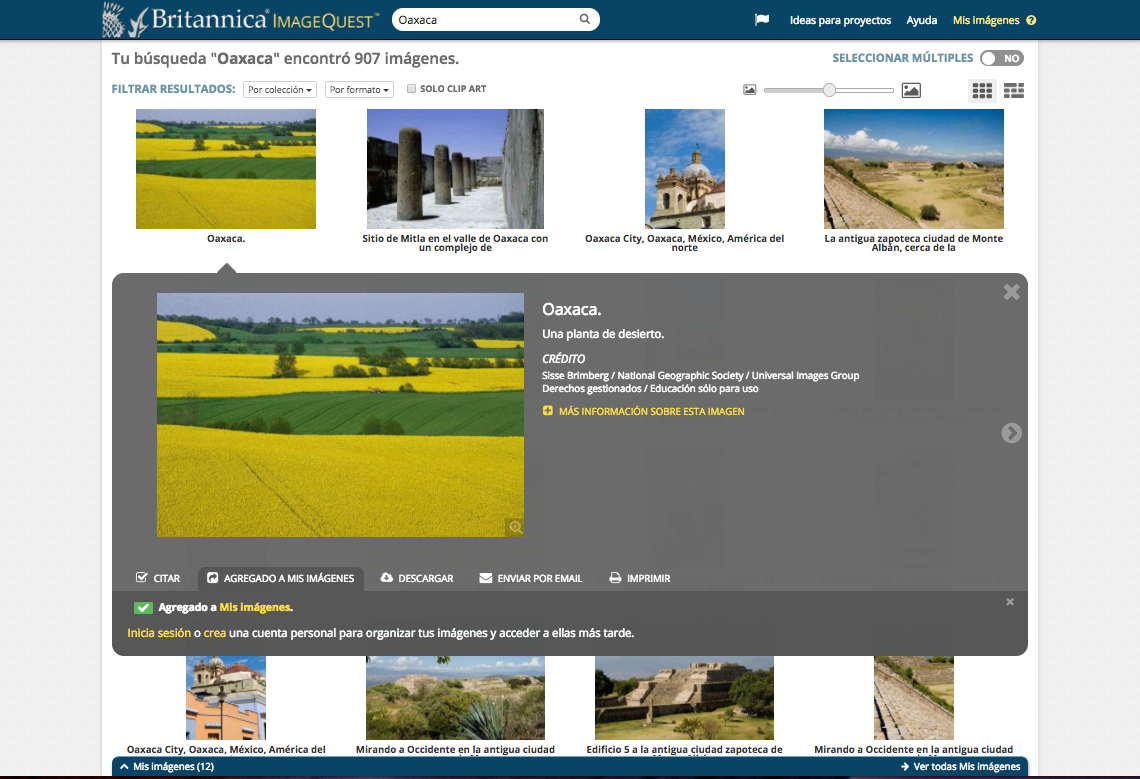 Britannica® IMAGEQUEST™
Oaxaca
Ideas para proyectos
Ayuda
Mis imágenes
Tu búsqueda "Oaxaca" encontró 907 imágenes.
SELECCIONAR MÚLTIPLES
NO
FILTRAR RESULTADOS:
Por colección
Por formato
SOLO CLIP ART
Oaxaca.
Sitio de Mitla en el valle de Oaxaca con
un complejo de
Oaxaca City, Oaxaca, México, América del
norte
La antigua zapoteca ciudad de Monte
Albán, cerca de la
Oaxaca.
Una planta de desierto.
CRÉDITO
Sisse Brimberg / National Geographic Society / Universal Images Group
Derechos gestionados / Educación sólo para uso
MÁS INFORMACIÓN SOBRE ESTA IMAGEN
CITAR
AGREGADO A MIS IMÁGENES
DESCARGAR
ENVIAR POR EMAIL
IMPRIMIR
Agregado a Mis imágenes.
Inicia sesión o crea una cuenta personal para organizar tus imágenes y acceder a ellas más tarde.
Oaxaca City, Oaxaca, México, América del
Mirando a Occidente en la antigua ciudad
Edificio 5 a la antigua ciudad zapoteca de
Mirando a Occidente en la antigua ciudad
Mis imágenes (12)
Ver todas Mis imágenes